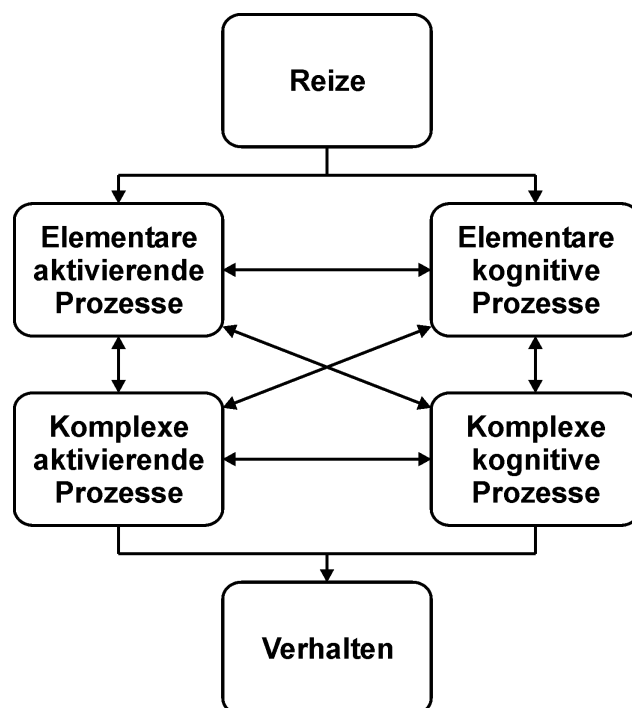 Reize
Elementare
aktivierende
Prozesse
Elementare
kognitive
Prozesse
Komplexe
aktivierende
Prozesse
Komplexe
kognitive
Prozesse
Verhalten